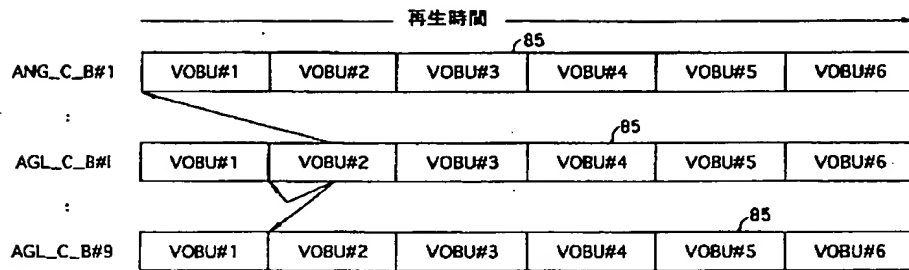 再生時間
85
ANG_C_B#1 VOBU#1 VOBU#2 VOBU#3 VOBU#4 VOBU#5 VOBU#6
:
85
AGL_C_B#i VOBU#1 VOBU#2 VOBU#3 VOBU#4 VOBU#5 VOBU#6
:
85
AGL_C_B#9 VOBU#1 VOBU#2 VOBU#3 VOBU#4 VOBU#5 VOBU#6